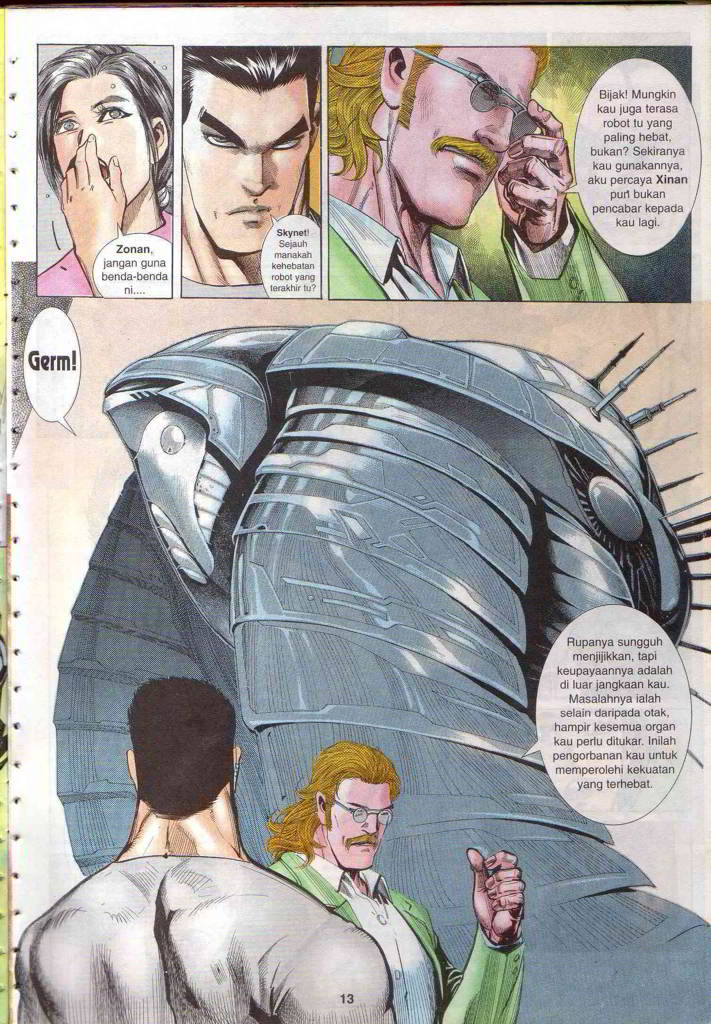 Zonan,
jangan guna
benda-benda
ni....
Skynet!
Sejauh
manakah
kehebatan
robot yang
terakhir tu?
Bijak! Mungkin
kau juga terasa
robot tu yang
paling hebat,
bukan? Sekiranya
kau gunakannya,
aku percaya Xinan
pun bukan
pencabar kepada
kau lagi.
Germ!
Rupanya sungguh
menjijikkan, tapi
keupayaannya adalah
di luar jangkaan kau.
Masalahnya ialah
selain daripada otak,
hampir kesemua organ
kau perlu ditukar. Inilah
pengorbanan kau untuk
memperolehi kekuatan
yang terhebat.
13